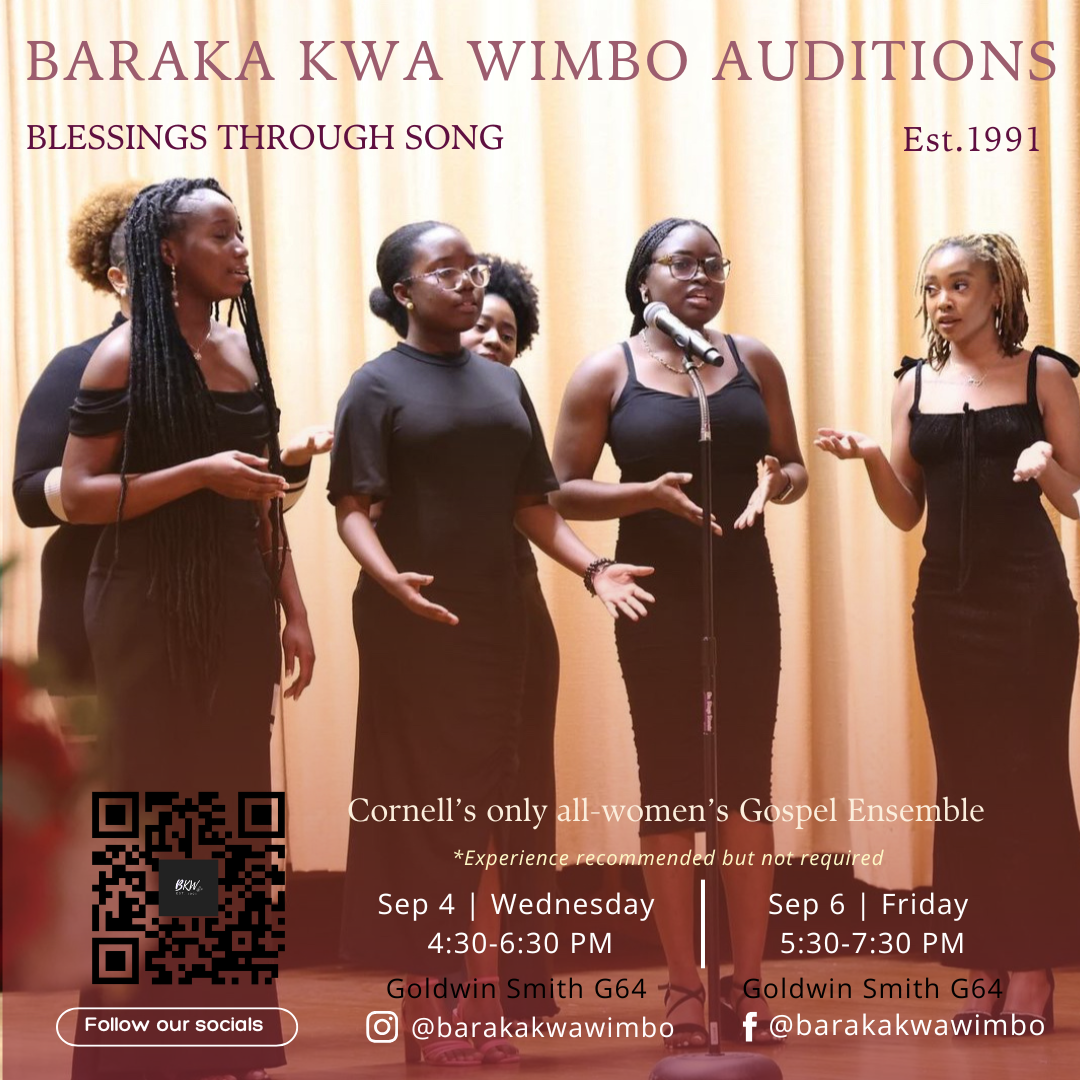 BARAKA KWA WIMBO AUDITIONS
BLESSINGS THROUGH SONG
Est.1991
Cornell's only all-women's Gospel Ensemble
*Experience recommended but not required
Sep 4 | Wednesday
4:30-6:30 PM
Goldwin Smith G64
Sep 6 | Friday
5:30-7:30 PM
Goldwin Smith G64
BKW
Follow our socials
@barakakwawimbo
@barakakwawimbo